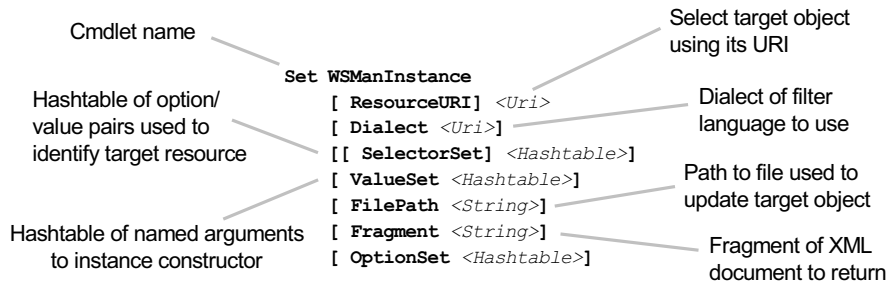 Cmdlet name
Select target object
using its URI
Set WSManInstance
[ ResourceURI] <Uri>
[ Dialect <Uri>]
[[ SelectorSet] <Hashtable>]
[ ValueSet <Hashtable>]
[ FilePath <String>]
[ Fragment <String>]
[ OptionSet <Hashtable>]
Hashtable of option/
value pairs used to
identify target resource
Dialect of filter
language to use
Path to file used to
update target object
Hashtable of named arguments
to instance constructor
Fragment of XML
document to return